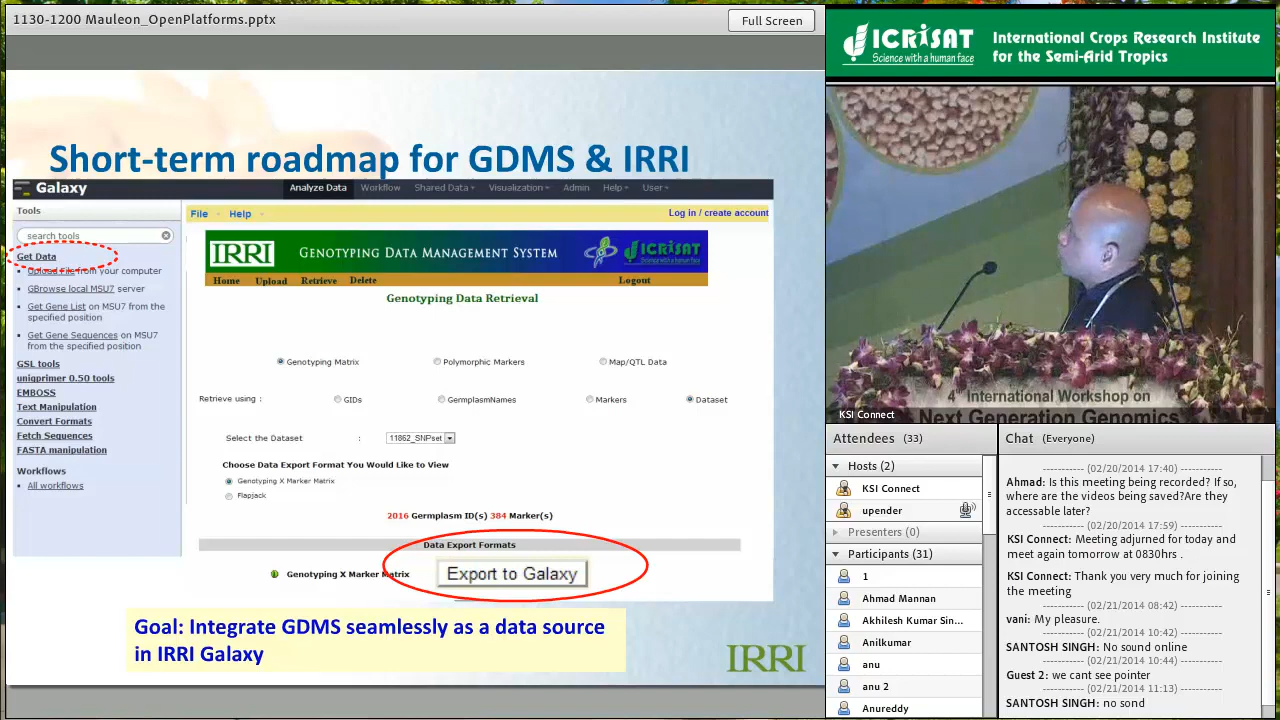 1130-1200 Mauleon_OpenPlatforms.pptx
Full Screen
Short-term roadmap for GDMS & IRRI
Galaxy
Analyze Data Workflow Shared Data Visualization Admin Help User
Tools
search tools
Get Data
Upload File from your computer
GBrowse local MSU7 server
Get Gene List on MSU7 from the
specified position
Get Gene Sequences on MSU7
from the specified position
GSL tools
uniqprimer 0.50 tools
EMBOSS
Text Manipulation
Convert Formats
Fetch Sequences
FASTA manipulation
Workflows
All workflows
File Help Log in / create account
IRRI GENOTYPING DATA MANAGEMENT SYSTEM ICRISAT
Science with a human face
Home Upload Retrieve Delete Logout
Genotyping Data Retrieval
Genotyping Matrix Polymorphic Markers Map/QTL Data
Retrieve using : GIDs GermplasmNames Markers Dataset
Select the Dataset : 11862_SNPset
Choose Data Export Format You Would Like to View
Genotyping X Marker Matrix
Flapjack
2016 Germplasm ID(s) 384 Marker(s)
Data Export Formats
Genotyping X Marker Matrix
Export to Galaxy
Goal: Integrate GDMS seamlessly as a data source
in IRRI Galaxy
IRRI
ICRISAT
Science with a human face
International Crops Research Institute
for the Semi-Arid Tropics
4th International Workshop on
Next Generation Genomics
KSI Connect
Attendees (33)
Hosts (2)
KSI Connect
upender
Presenters (0)
Participants (31)
1
Ahmad Mannan
Akhilesh Kumar Sin...
Anilkumar
anu
anu 2
Anureddy
Chat (Everyone)
---------- (02/20/2014 17:40) ----------
Ahmad: Is this meeting being recorded? If so,
where are the videos being saved?Are they
accessable later?
---------- (02/20/2014 17:59) ----------
KSI Connect: Meeting adjusted for today and
meet again tomorrow at 0830hrs .
KSI Connect: Thank you very much for joining
the meeting
---------- (02/21/2014 08:42) ----------
vani: My pleasure.
---------- (02/21/2014 10:42) ----------
SANTOSH SINGH: No sound online
---------- (02/21/2014 10:44) ----------
Guest 2: we cant see pointer
---------- (02/21/2014 11:13) ----------
SANTOSH SINGH: no sond